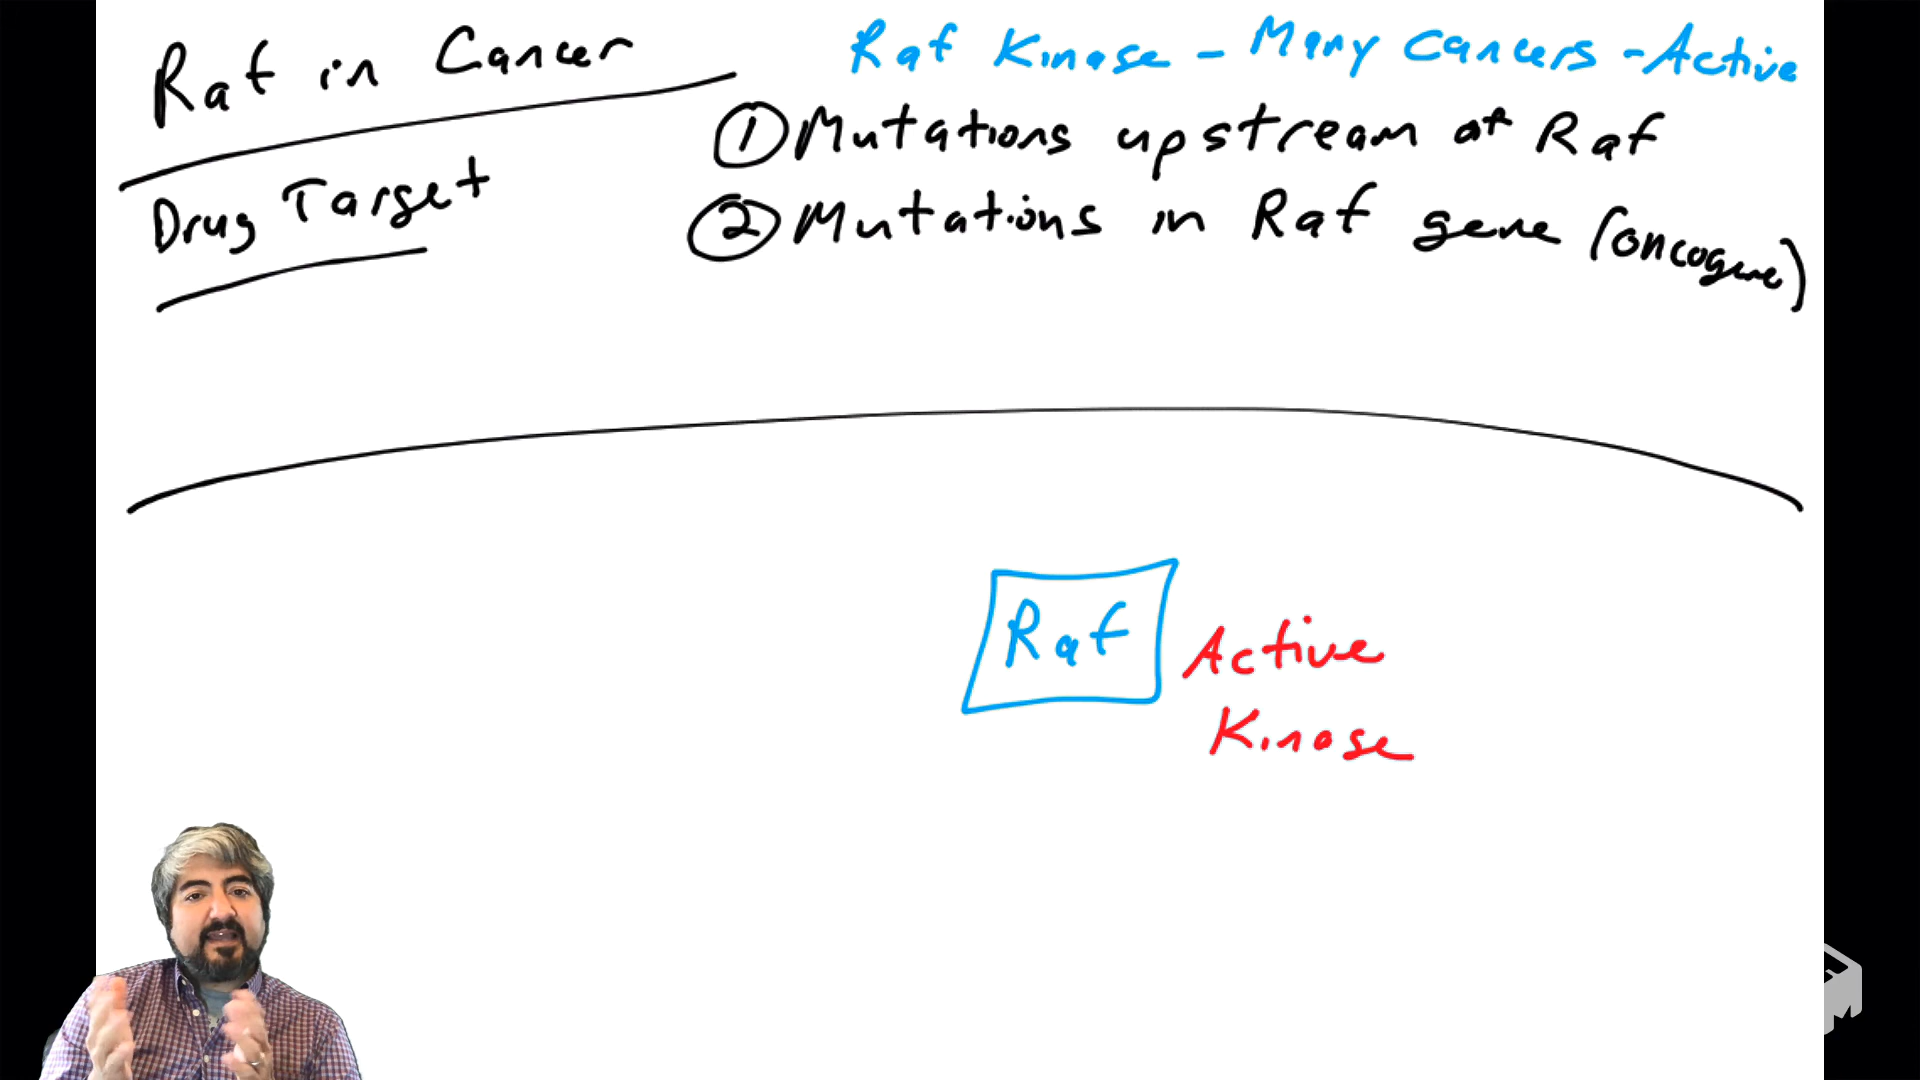 Raf in Cancer
Drug Target
Raf Kinase - Many Cancers - Active
① Mutations upstream of Raf
② Mutations in Raf gene (oncogene)
Raf
Active
Kinase